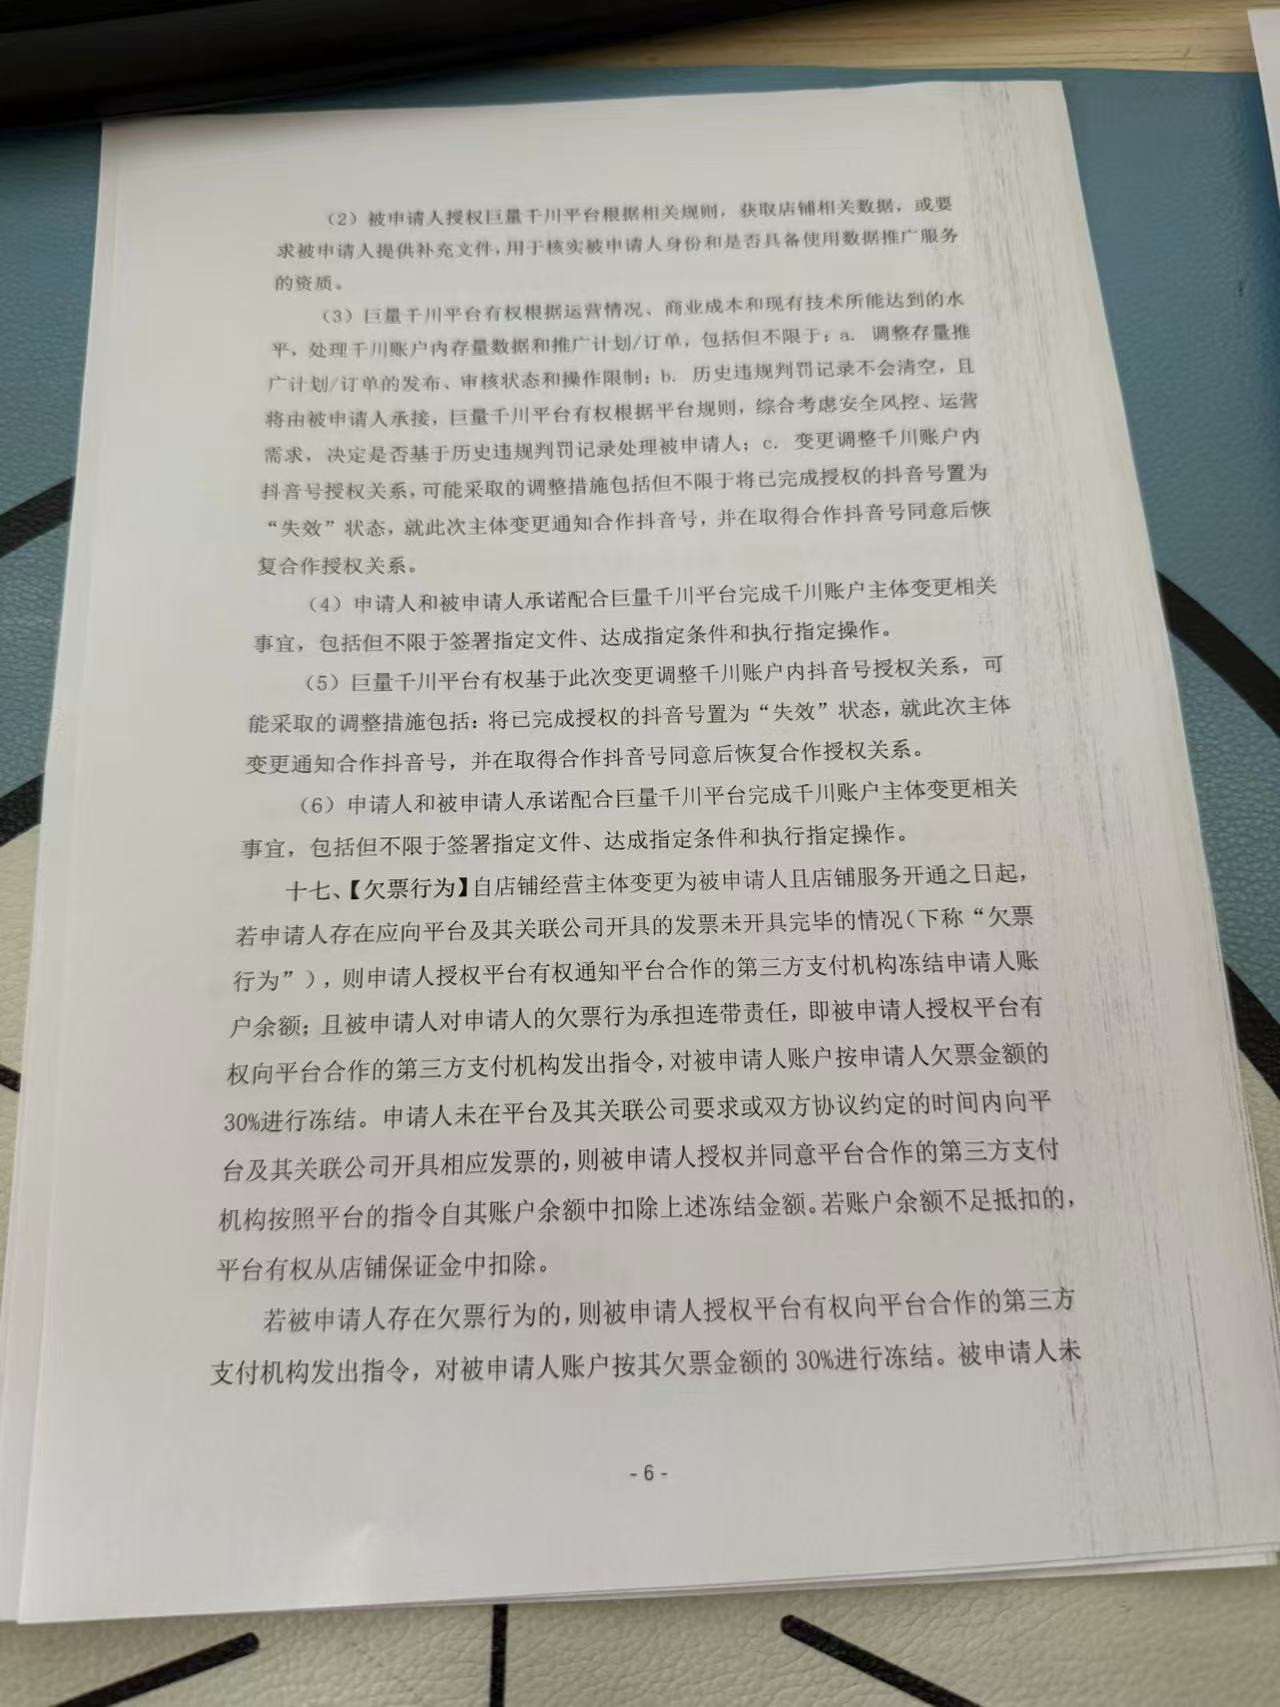 （2）被申请人授权巨量千川平台根据相关规则，获取店铺相关数据，或要
求被申请人提供补充文件，用于核实被申请人身份和是否具备使用数据推广服务
的资质。
（3）巨量千川平台有权根据运营情况、商业成本和现有技术所能达到的水
平，处理千川账户内存量数据和推广计划/订单，包括但不限于：a. 调整存量推
广计划/订单的发布、审核状态和操作限制；b. 历史违规判罚记录不会清空，且
将由被申请人承接，巨量千川平台有权根据平台规则，综合考虑安全风控、运营
需求，决定是否基于历史违规判罚记录处理被申请人；c. 变更调整千川账户内
抖音号授权关系，可能采取的调整措施包括但不限于将已完成授权的抖音号置为
“失效”状态，就此次主体变更通知合作抖音号，并在取得合作抖音号同意后恢
复合作授权关系。
（4）申请人和被申请人承诺配合巨量千川平台完成千川账户主体变更相关
事宜，包括但不限于签署指定文件、达成指定条件和执行指定操作。
（5）巨量千川平台有权基于此次变更调整千川账户内抖音号授权关系，可
能采取的调整措施包括：将已完成授权的抖音号置为“失效”状态，就此次主体
变更通知合作抖音号，并在取得合作抖音号同意后恢复合作授权关系。
（6）申请人和被申请人承诺配合巨量千川平台完成千川账户主体变更相关
事宜，包括但不限于签署指定文件、达成指定条件和执行指定操作。
十七、【欠票行为】自店铺经营主体变更为被申请人且店铺服务开通之日起，
若申请人存在应向平台及其关联公司开具的发票未开具完毕的情况（下称“欠票
行为”），则申请人授权平台有权通知平台合作的第三方支付机构冻结申请人账
户余额；且被申请人对申请人的欠票行为承担连带责任，即被申请人授权平台有
权向平台合作的第三方支付机构发出指令，对被申请人账户按申请人欠票金额的
30%进行冻结。申请人未在平台及其关联公司要求或双方协议约定的时间内向平
台及其关联公司开具相应发票的，则被申请人授权并同意平台合作的第三方支付
机构按照平台的指令自其账户余额中扣除上述冻结金额。若账户余额不足抵扣的，
平台有权从店铺保证金中扣除。
若被申请人存在欠票行为的，则被申请人授权平台有权向平台合作的第三方
支付机构发出指令，对被申请人账户按其欠票金额的 30%进行冻结。被申请人未
- 6 -